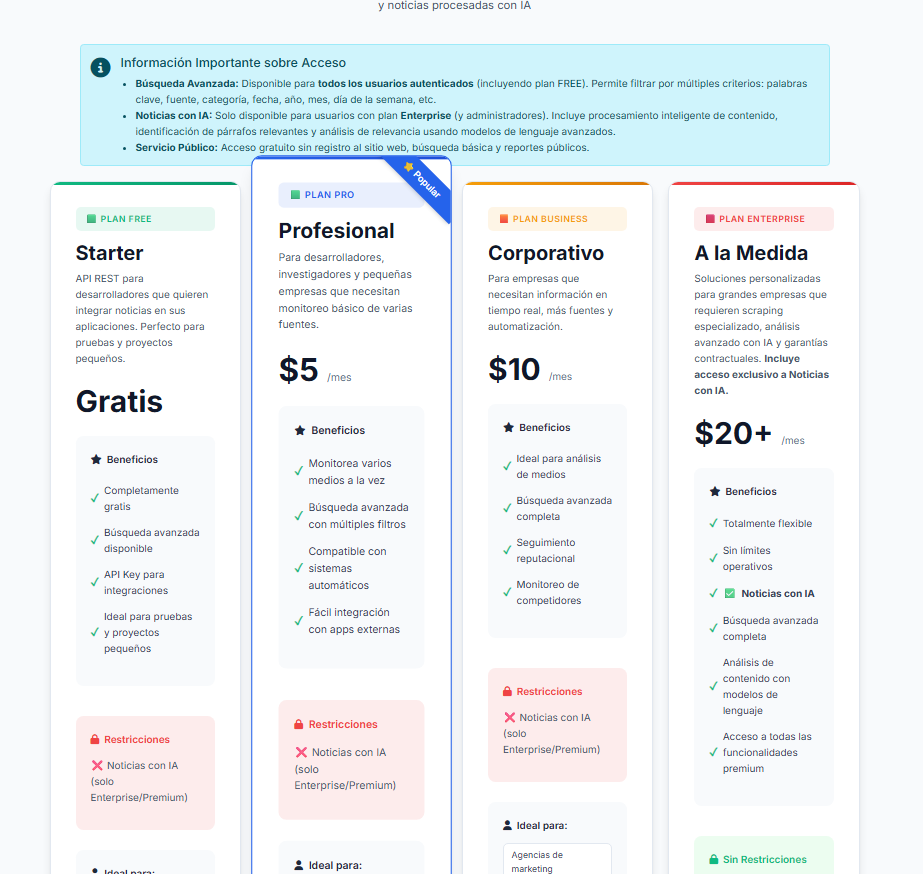 y noticias procesadas con IA
Información Importante sobre Acceso
• Búsqueda Avanzada: Disponible para todos los usuarios autenticados (incluyendo plan FREE). Permite filtrar por múltiples criterios: palabras
clave, fuente, categoría, fecha, año, mes, día de la semana, etc.
• Noticias con IA: Solo disponible para usuarios con plan Enterprise (y administradores). Incluye procesamiento inteligente de contenido,
identificación de párrafos relevantes y análisis de relevancia usando modelos de lenguaje avanzados.
• Servicio Público: Acceso gratuito sin registro al sitio web, búsqueda básica y reportes públicos.
PLAN FREE
Starter
API REST para
desarrolladores que quieren
integrar noticias en sus
aplicaciones. Perfecto para
pruebas y proyectos
pequeños.
Gratis
Beneficios
Completamente
gratis
Búsqueda avanzada
disponible
API Key para
integraciones
Ideal para pruebas
y proyectos
pequeños
Restricciones
❌ Noticias con IA
(solo
Enterprise/Premium)
Ideal para:
Popular
PLAN PRO
Profesional
Para desarrolladores,
investigadores y pequeñas
empresas que necesitan
monitoreo básico de varias
fuentes.
$5 /mes
Beneficios
Monitorea varios
medios a la vez
Búsqueda avanzada
con múltiples filtros
Compatible con
sistemas
automáticos
Fácil integración
con apps externas
Restricciones
❌ Noticias con IA
(solo
Enterprise/Premium)
Ideal para:
PLAN BUSINESS
Corporativo
Para empresas que
necesitan información en
tiempo real, más fuentes y
automatización.
$10 /mes
Beneficios
Ideal para análisis
de medios
Búsqueda avanzada
completa
Seguimiento
reputacional
Monitoreo de
competidores
Restricciones
❌ Noticias con IA
(solo
Enterprise/Premium)
Ideal para:
Agencias de
marketing
PLAN ENTERPRISE
A la Medida
Soluciones personalizadas
para grandes empresas que
requieren scraping
especializado, análisis
avanzado con IA y garantías
contractuales. Incluye
acceso exclusivo a Noticias
con IA.
$20+ /mes
Beneficios
Totalmente flexible
Sin límites
operativos
✅ Noticias con IA
Búsqueda avanzada
completa
Análisis de
contenido con
modelos de
lenguaje
Acceso a todas las
funcionalidades
premium
Sin Restricciones